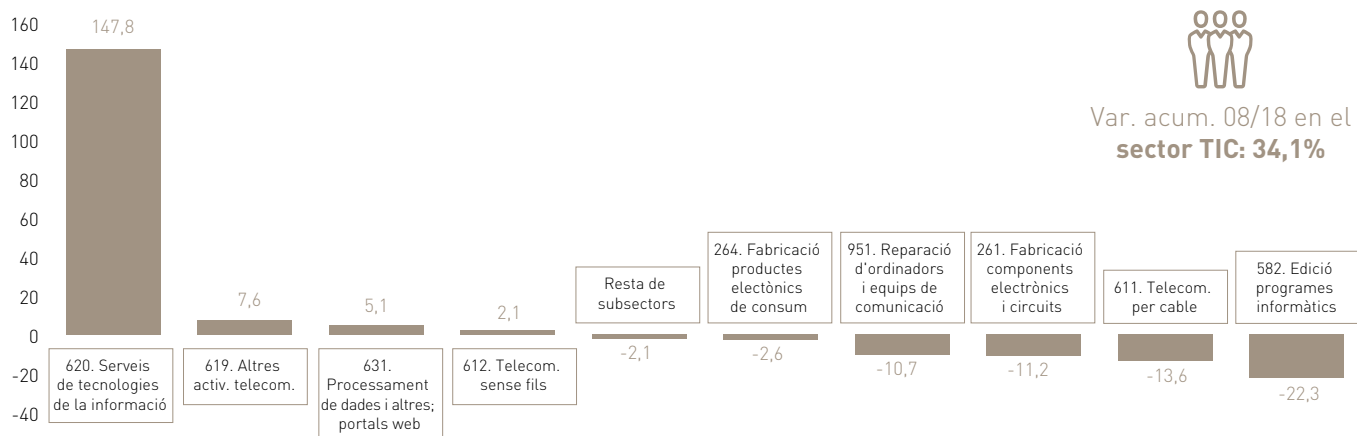 160
140
120
100
80
60
40
20
0
-20
-40
147,8
7,6
5,1
2,1
-2,1
-2,6
-10,7
-11,2
-13,6
-22,3
620. Serveis
de tecnologies
de la informació
619. Altres
activ. telecom.
631.
Processament
de dades i altres;
portals web
612. Telecom.
sense fils
Resta de
subsectors
264. Fabricació
productes
electònics
de consum
951. Reparació
d'ordinadors
i equips de
comunicació
261. Fabricació
components
electrònics
i circuits
611. Telecom.
per cable
582. Edició
programes
informàtics
Var. acum. 08/18 en el
sector TIC: 34,1%